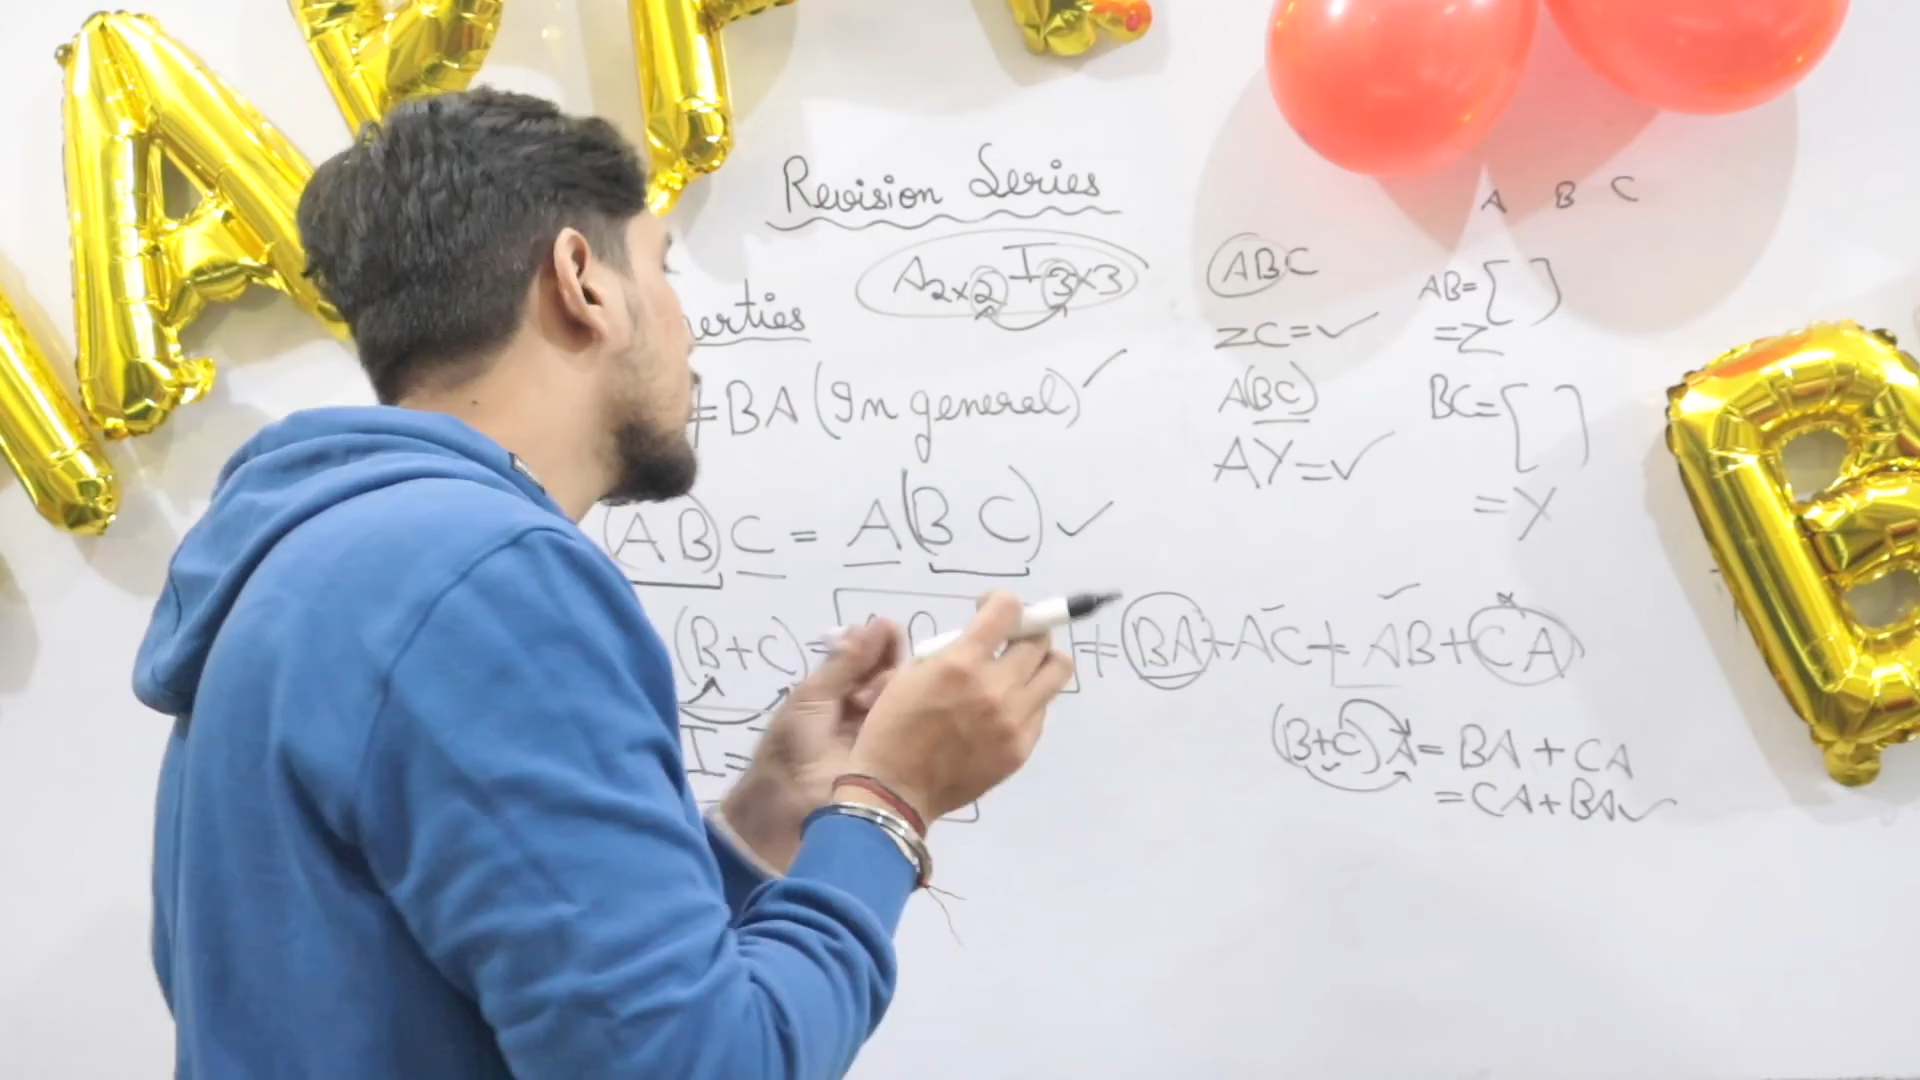 Revision Series
A2×2 I3×3
erties
≠ BA (In general) ✓
(AB) C = A(BC) ✓
(B+C) =
≠ BA + AC ≠ AB + CA
I =
A B C
ABC
ZC = ✓
A(BC)
AY = ✓
AB = [ ]
= Z
BC = [ ]
= Y
(B+C) A = BA + CA
= CA + BA ✓
A
B